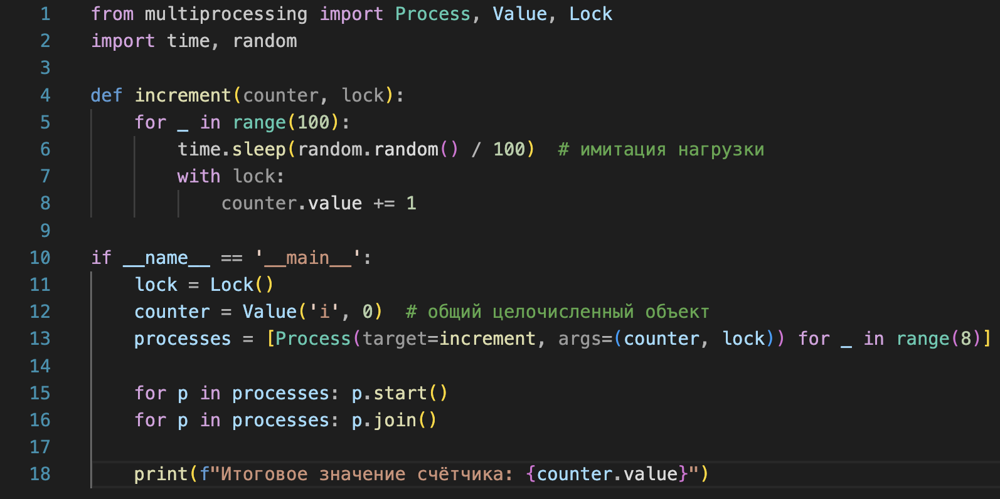 1 from multiprocessing import Process, Value, Lock
2 import time, random
3
4 def increment(counter, lock):
5     for _ in range(100):
6         time.sleep(random.random() / 100)  # имитация нагрузки
7         with lock:
8             counter.value += 1
9
10 if __name__ == '__main__':
11     lock = Lock()
12     counter = Value('i', 0)  # общий целочисленный объект
13     processes = [Process(target=increment, args=(counter, lock)) for _ in range(8)]
14
15     for p in processes: p.start()
16     for p in processes: p.join()
17
18     print(f"Итоговое значение счётчика: {counter.value}")